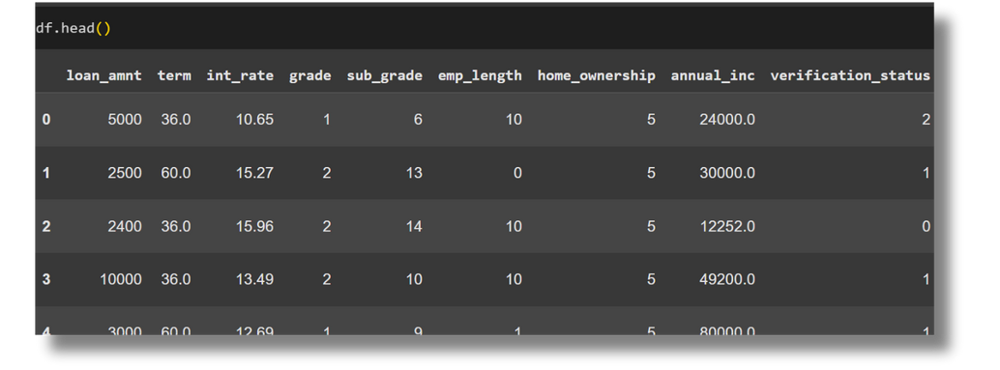 df.head()
loan_amnt term int_rate grade sub_grade emp_length home_ownership annual_inc verification_status
0 5000 36.0 10.65 1 6 10 5 24000.0 2
1 2500 60.0 15.27 2 13 0 5 30000.0 1
2 2400 36.0 15.96 2 14 10 5 12252.0 0
3 10000 36.0 13.49 2 10 10 5 49200.0 1
4 3000 60.0 12.69 1 9 1 5 80000.0 1